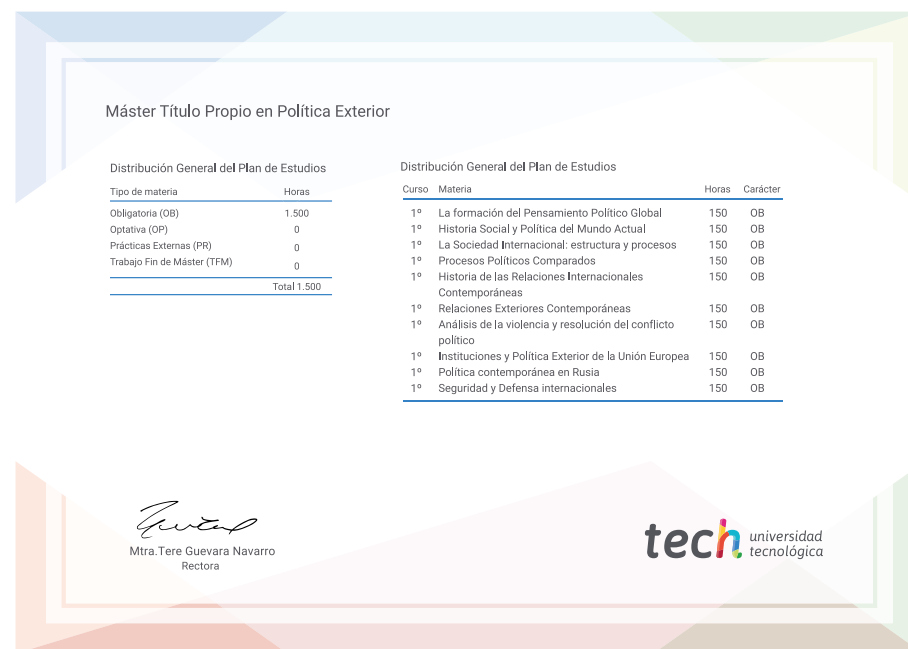 Máster Título Propio en Política Exterior
Distribución General del Plan de Estudios
Tipo de materia Horas
Obligatoria (OB) 1.500
Optativa (OP) 0
Prácticas Externas (PR) 0
Trabajo Fin de Máster (TFM) 0
Total 1.500
Distribución General del Plan de Estudios
Curso Materia Horas Carácter
1º La formación del Pensamiento Político Global 150 OB
1º Historia Social y Política del Mundo Actual 150 OB
1º La Sociedad Internacional: estructura y procesos 150 OB
1º Procesos Políticos Comparados 150 OB
1º Historia de las Relaciones Internacionales 150 OB
Contemporáneas
1º Relaciones Exteriores Contemporáneas 150 OB
1º Análisis de la violencia y resolución del conflicto 150 OB
político
1º Instituciones y Política Exterior de la Unión Europea 150 OB
1º Política contemporánea en Rusia 150 OB
1º Seguridad y Defensa internacionales 150 OB
Mtra.Tere Guevara Navarro
Rectora
tech universidad
tecnológica